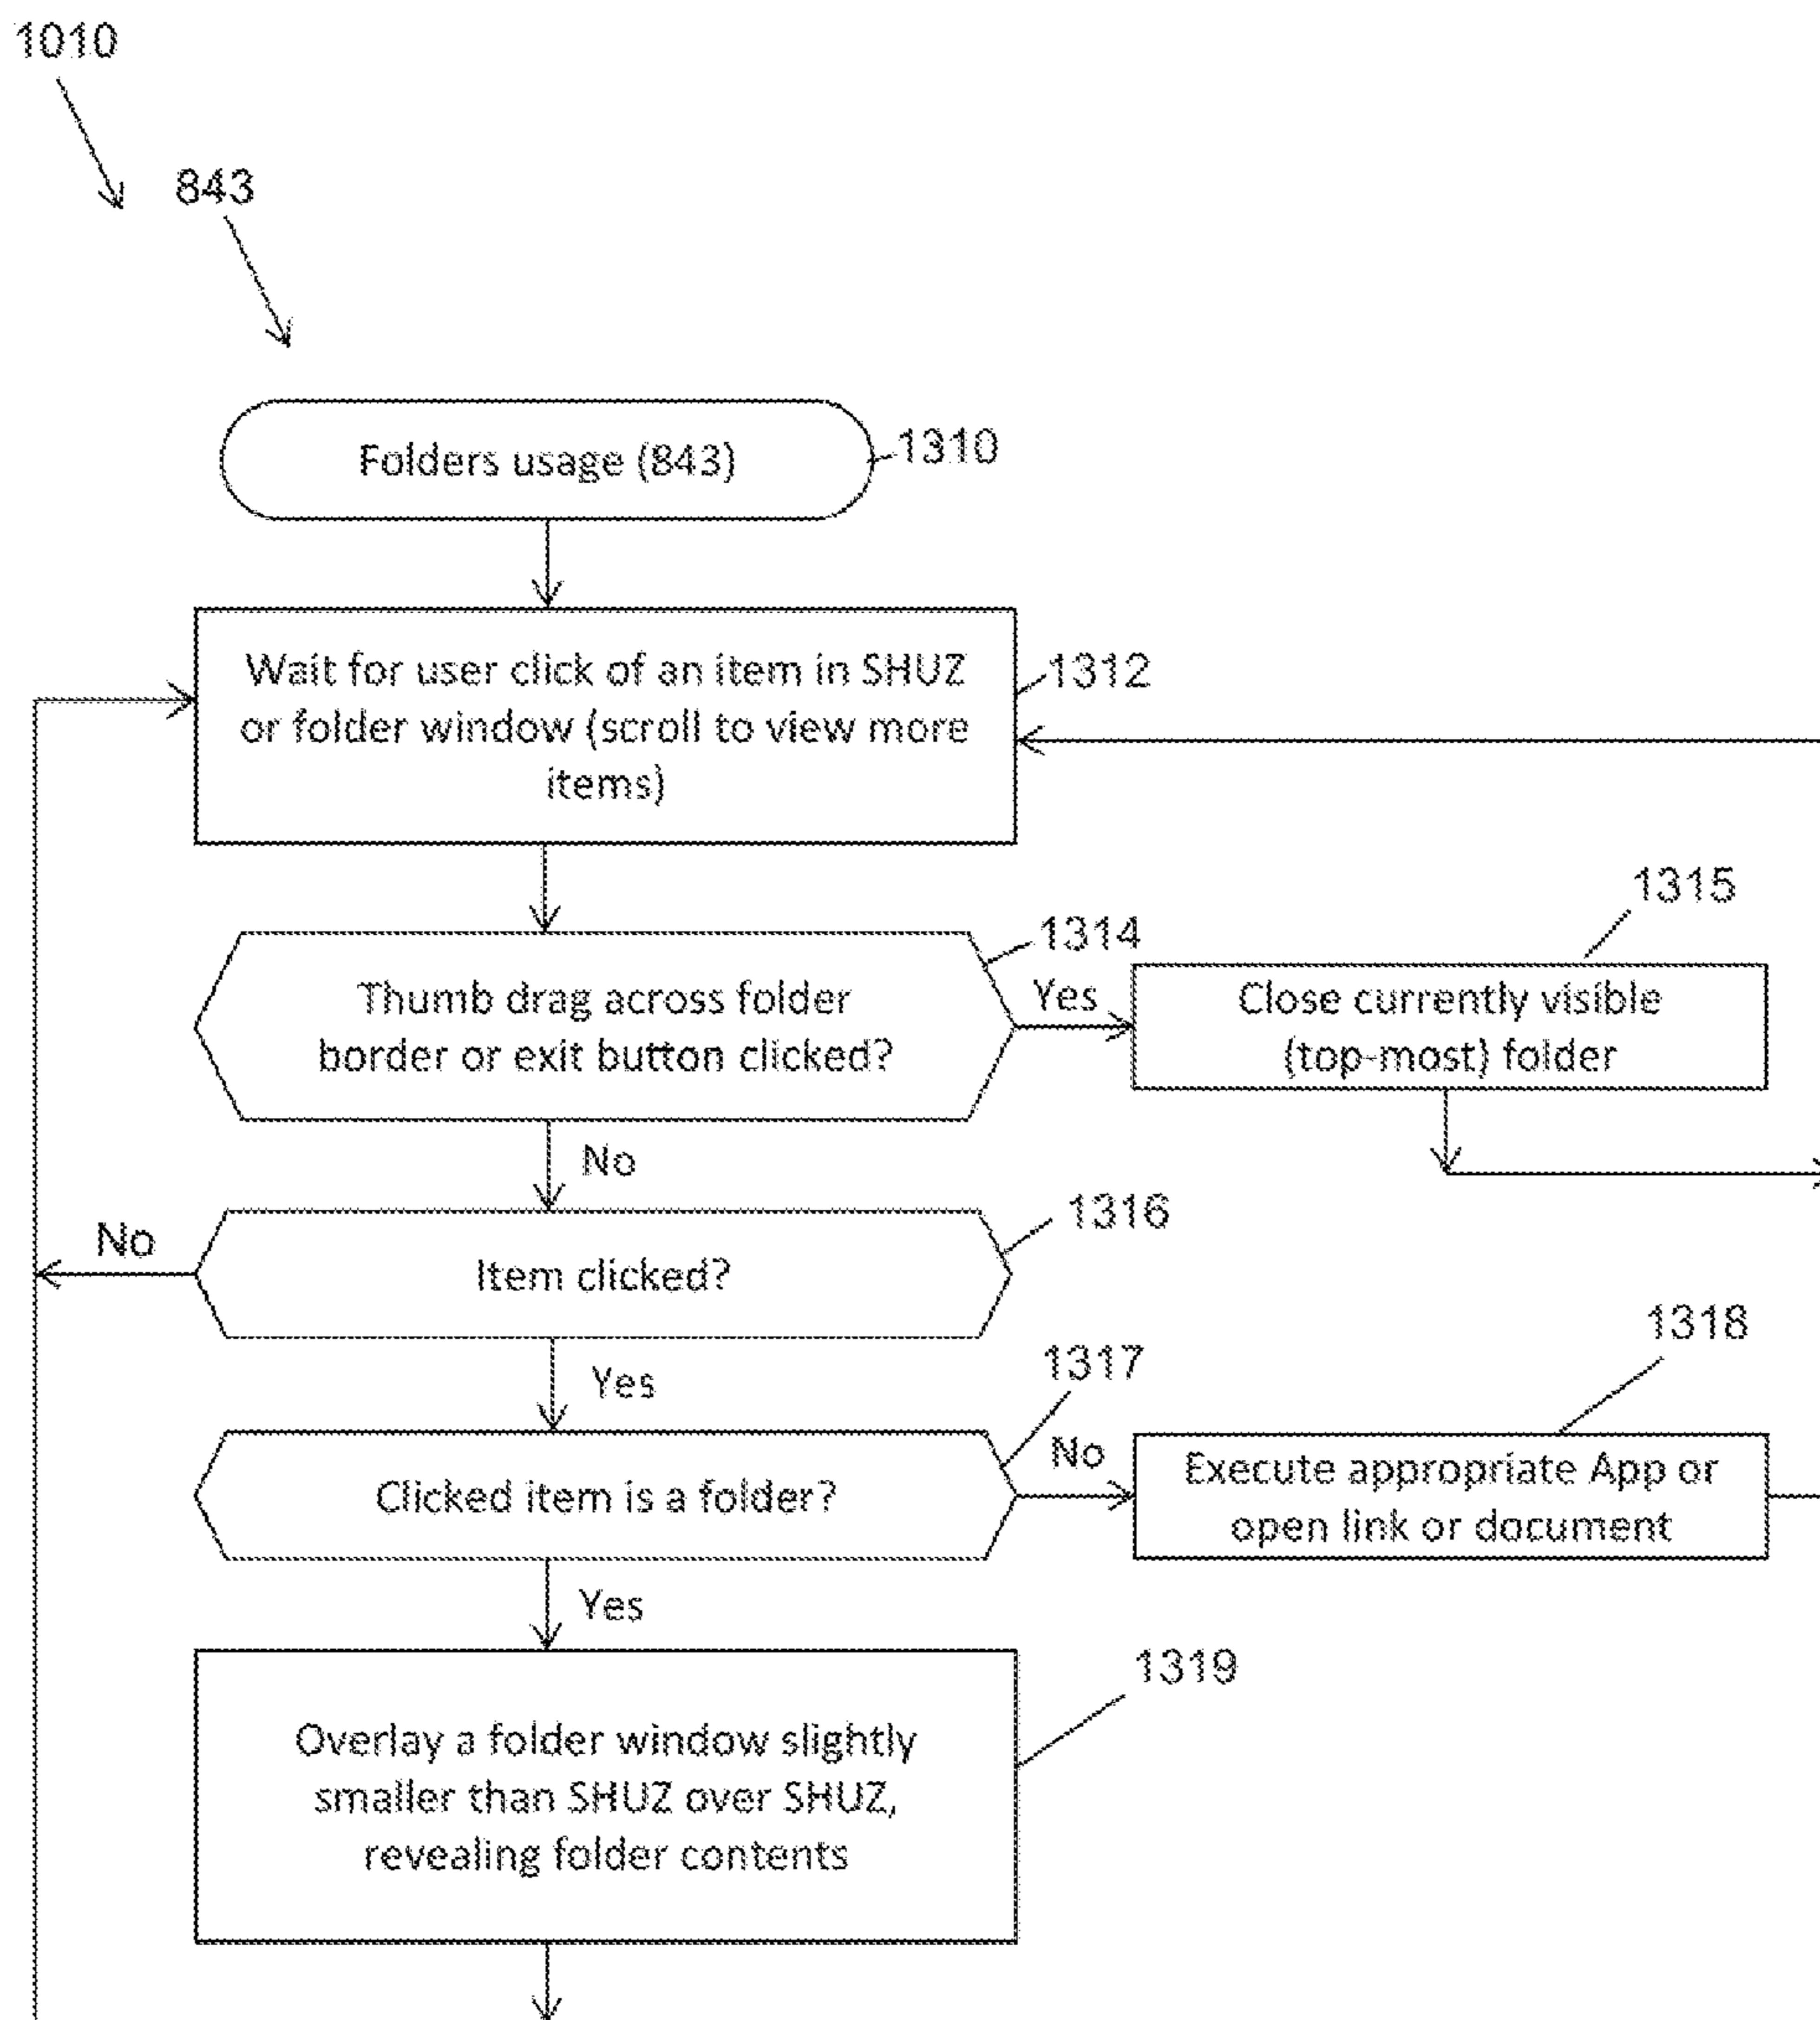 1010
843
Folders usage (843)
1310
Wait for user click of an item in SHUZ
or folder window (scroll to view more
items)
1312
1315
1314
Thumb drag across folder
border or exit button clicked?
Yes
Close currently visible
(top-most) folder
No
1316
No
Item clicked?
1318
1317
Yes
Clicked item is a folder?
No
Execute appropriate App or
open link or document
Yes
1319
Overlay a folder window slightly
smaller than SHUZ over SHUZ,
revealing folder contents